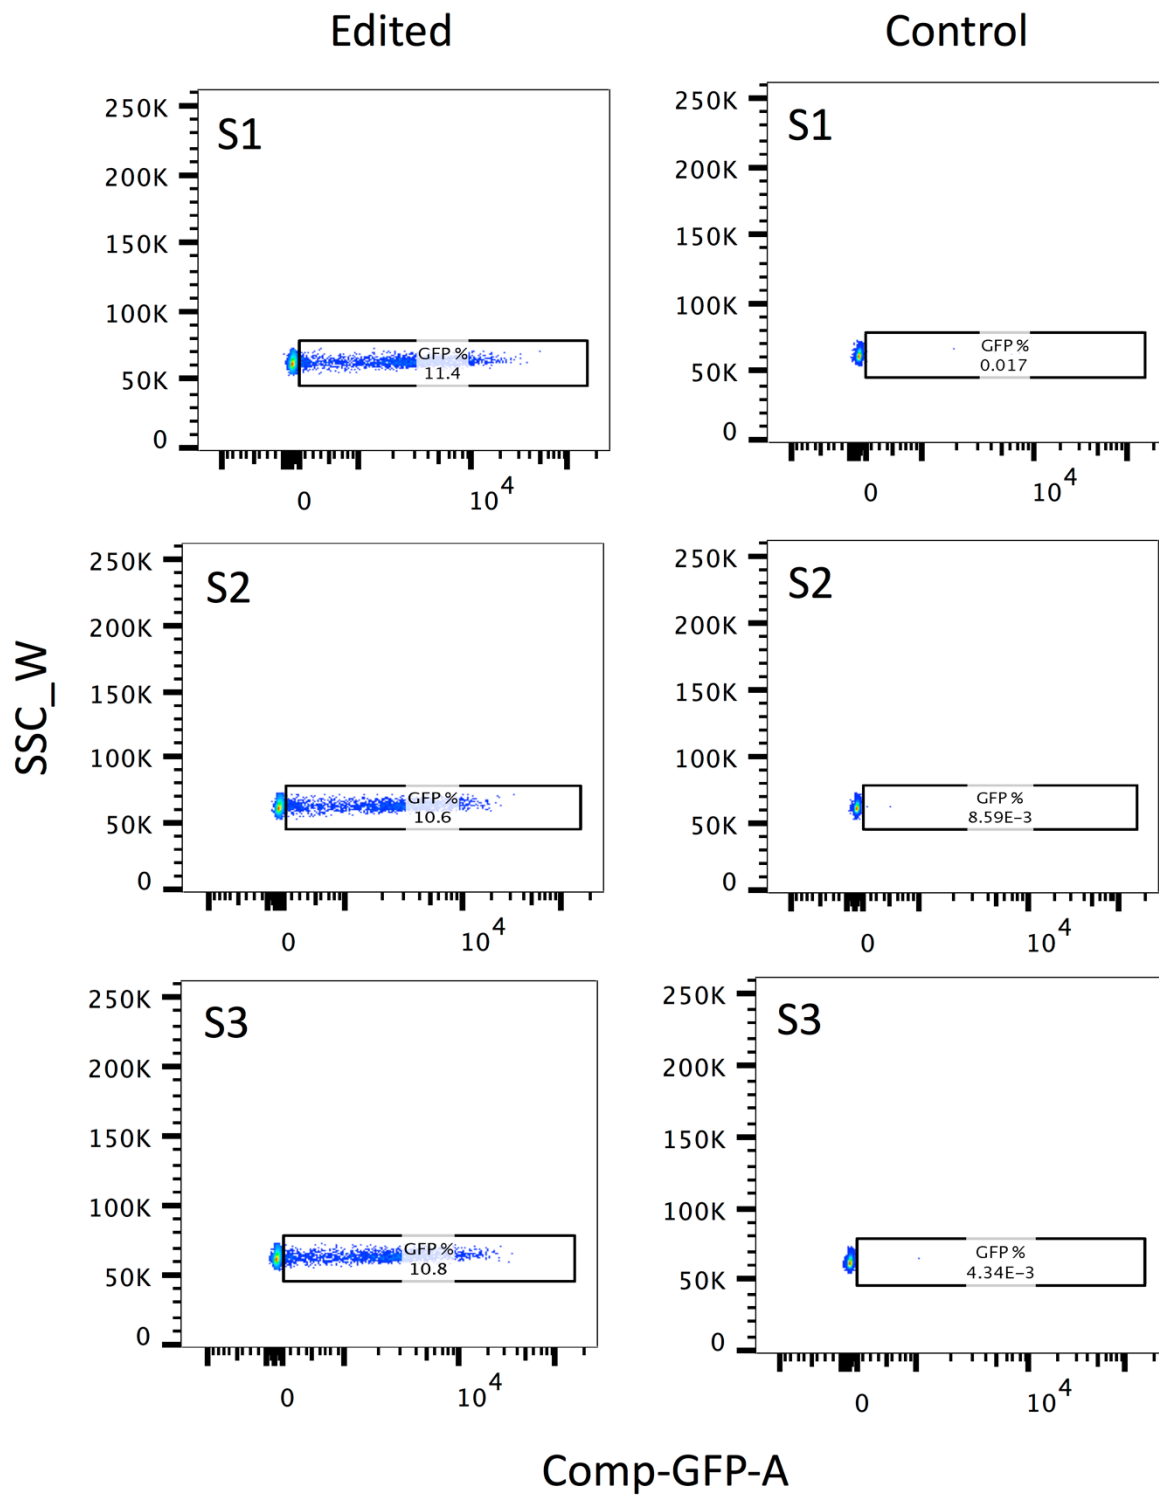 Edited
Control
S1
250K
200K
150K
100K
50K
0
GFP %
11.4
0
10^4
S1
250K
200K
150K
100K
50K
0
GFP %
0.017
0
10^4
SSC_W
S2
250K
200K
150K
100K
50K
0
GFP %
10.6
0
10^4
S2
250K
200K
150K
100K
50K
0
GFP %
8.59E-3
0
10^4
S3
250K
200K
150K
100K
50K
0
GFP %
10.8
0
10^4
S3
250K
200K
150K
100K
50K
0
GFP %
4.34E-3
0
10^4
Comp-GFP-A